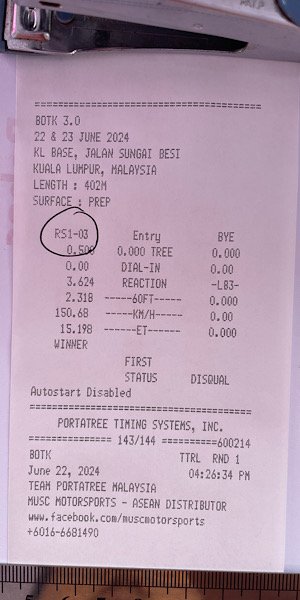 ==========================================
BOTK 3.0
22 & 23 JUNE 2024
KL BASE, JALAN SUNGAI BESI
KUALA LUMPUR, MALAYSIA
LENGTH : 402M
SURFACE : PREP
RS1-03 Entry BYE
0.500 0.000 TREE 0.000
0.00 DIAL-IN 0.00
3.624 REACTION -L83-
2.318 -----60FT----- 0.000
150.68 -----KM/H----- 0.00
15.198 ------ET------ 0.000
WINNER
FIRST
STATUS DISQUAL
Autostart Disabled
==========================================
PORTATREE TIMING SYSTEMS, INC.
=============== 143/144 ==========600214
BOTK TTRL RND 1
June 22, 2024 04:26:34 PM
TEAM PORTATREE MALAYSIA
MUSC MOTORSPORTS - ASEAN DISTRIBUTOR
www.facebook.com/muscmotorsports
+6016-6681490